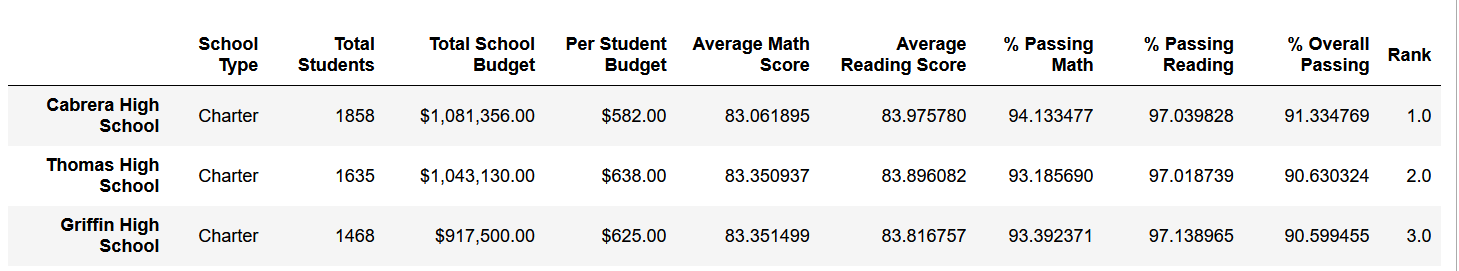 School Type Total Students Total School Budget Per Student Budget Average Math Score Average Reading Score % Passing Math % Passing Reading % Overall Passing Rank
Cabrera High School Charter 1858 $1,081,356.00 $582.00 83.061895 83.975780 94.133477 97.039828 91.334769 1.0
Thomas High School Charter 1635 $1,043,130.00 $638.00 83.350937 83.896082 93.185690 97.018739 90.630324 2.0
Griffin High School Charter 1468 $917,500.00 $625.00 83.351499 83.816757 93.392371 97.138965 90.599455 3.0